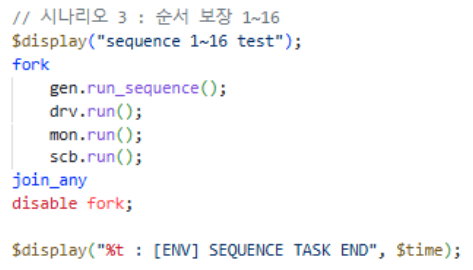 // 시나리오 3 : 순서 보장 1~16
$display("sequence 1~16 test");
fork
    gen.run_sequence();
    drv.run();
    mon.run();
    scb.run();
join_any
disable fork;

$display("%t : [ENV] SEQUENCE TASK END", $time);